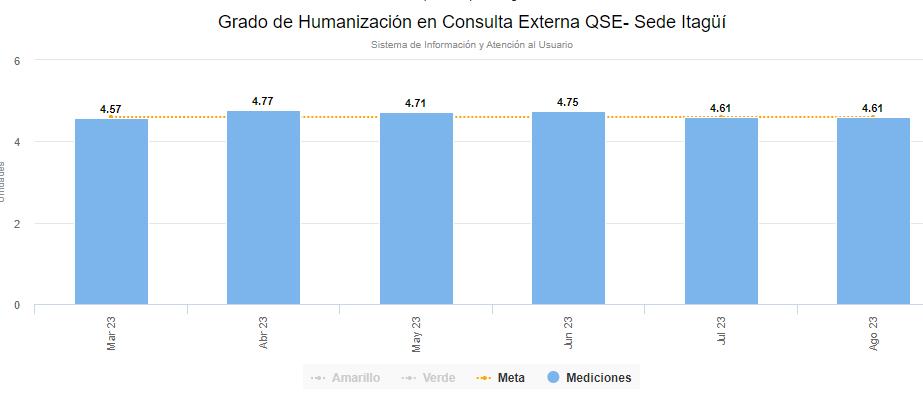 Grado de Humanización en Consulta Externa QSE- Sede Itagüí
Sistema de Información y Atención al Usuario
6
4
2
0
4.57
4.77
4.71
4.75
4.61
4.61
Mar 23
Abr 23
May 23
Jun 23
Jul 23
Ago 23
Amarillo Verde Meta Mediciones